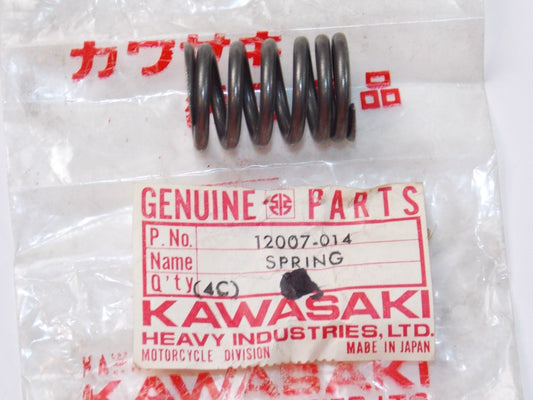 カワサキ
品
GENUINE PARTS
P. No. 12007-014
Name SPRING
Q'ty (4C)
KAWASAKI
HEAVY INDUSTRIES, LTD.
MOTORCYCLE DIVISION MADE IN JAPAN
KAWASAKI